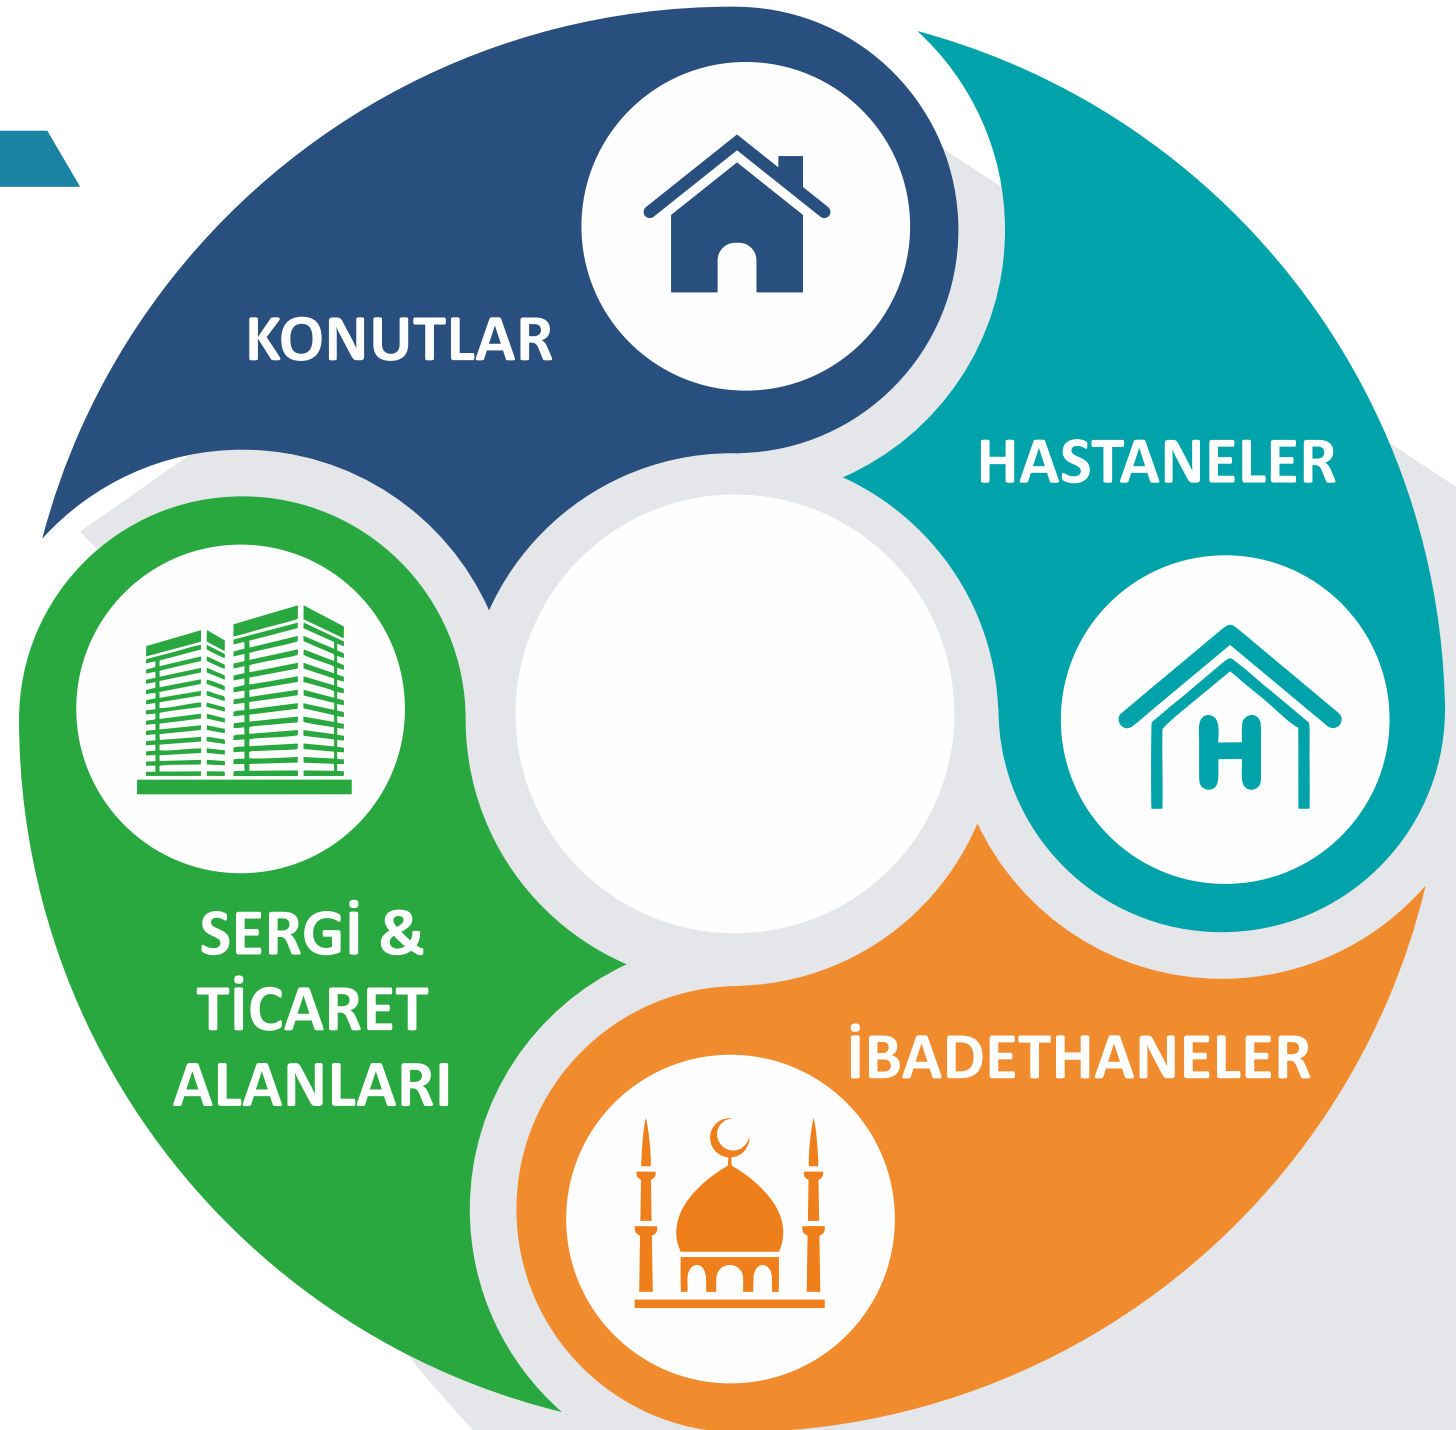 KONUTLAR
HASTANELER
SERGİ &
TİCARET
ALANLARI
İBADETHANELER
H